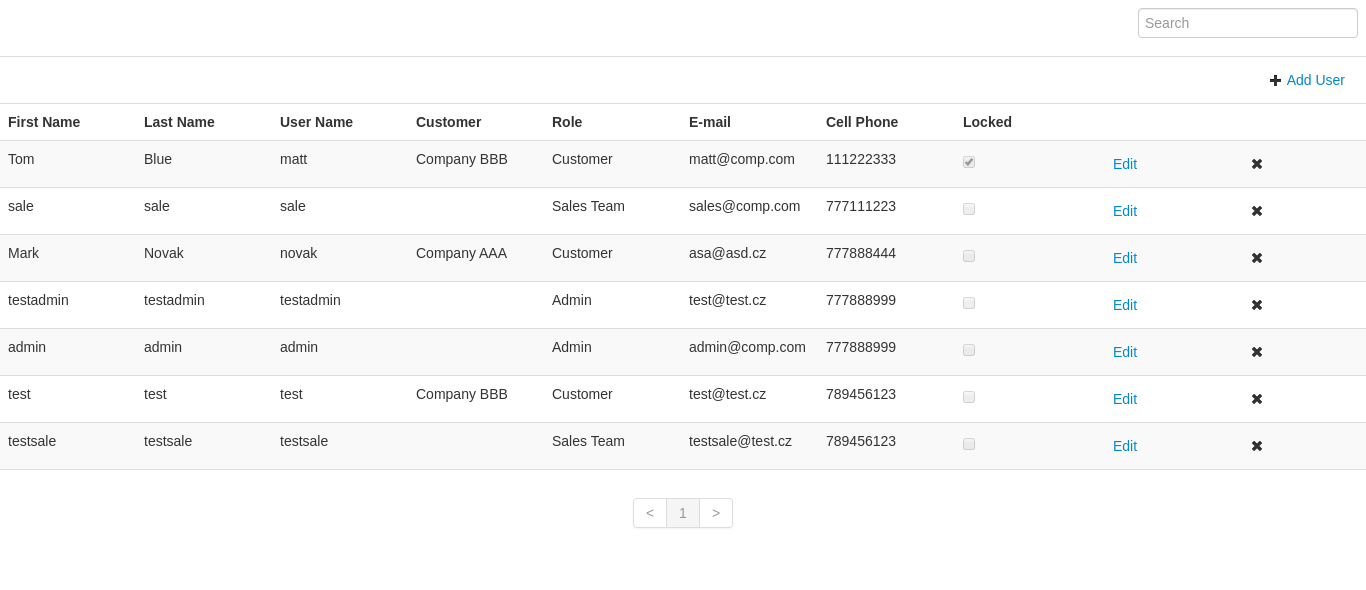 Search
Add User
First Name Last Name User Name Customer Role E-mail Cell Phone Locked
Tom Blue matt Company BBB Customer matt@comp.com 111222333 Edit
sale sale sale Sales Team sales@comp.com 777111223 Edit
Mark Novak novak Company AAA Customer asa@asd.cz 777888444 Edit
testadmin testadmin testadmin Admin test@test.cz 777888999 Edit
admin admin admin Admin admin@comp.com 777888999 Edit
test test test Company BBB Customer test@test.cz 789456123 Edit
testsale testsale testsale Sales Team testsale@test.cz 789456123 Edit
< 1 >